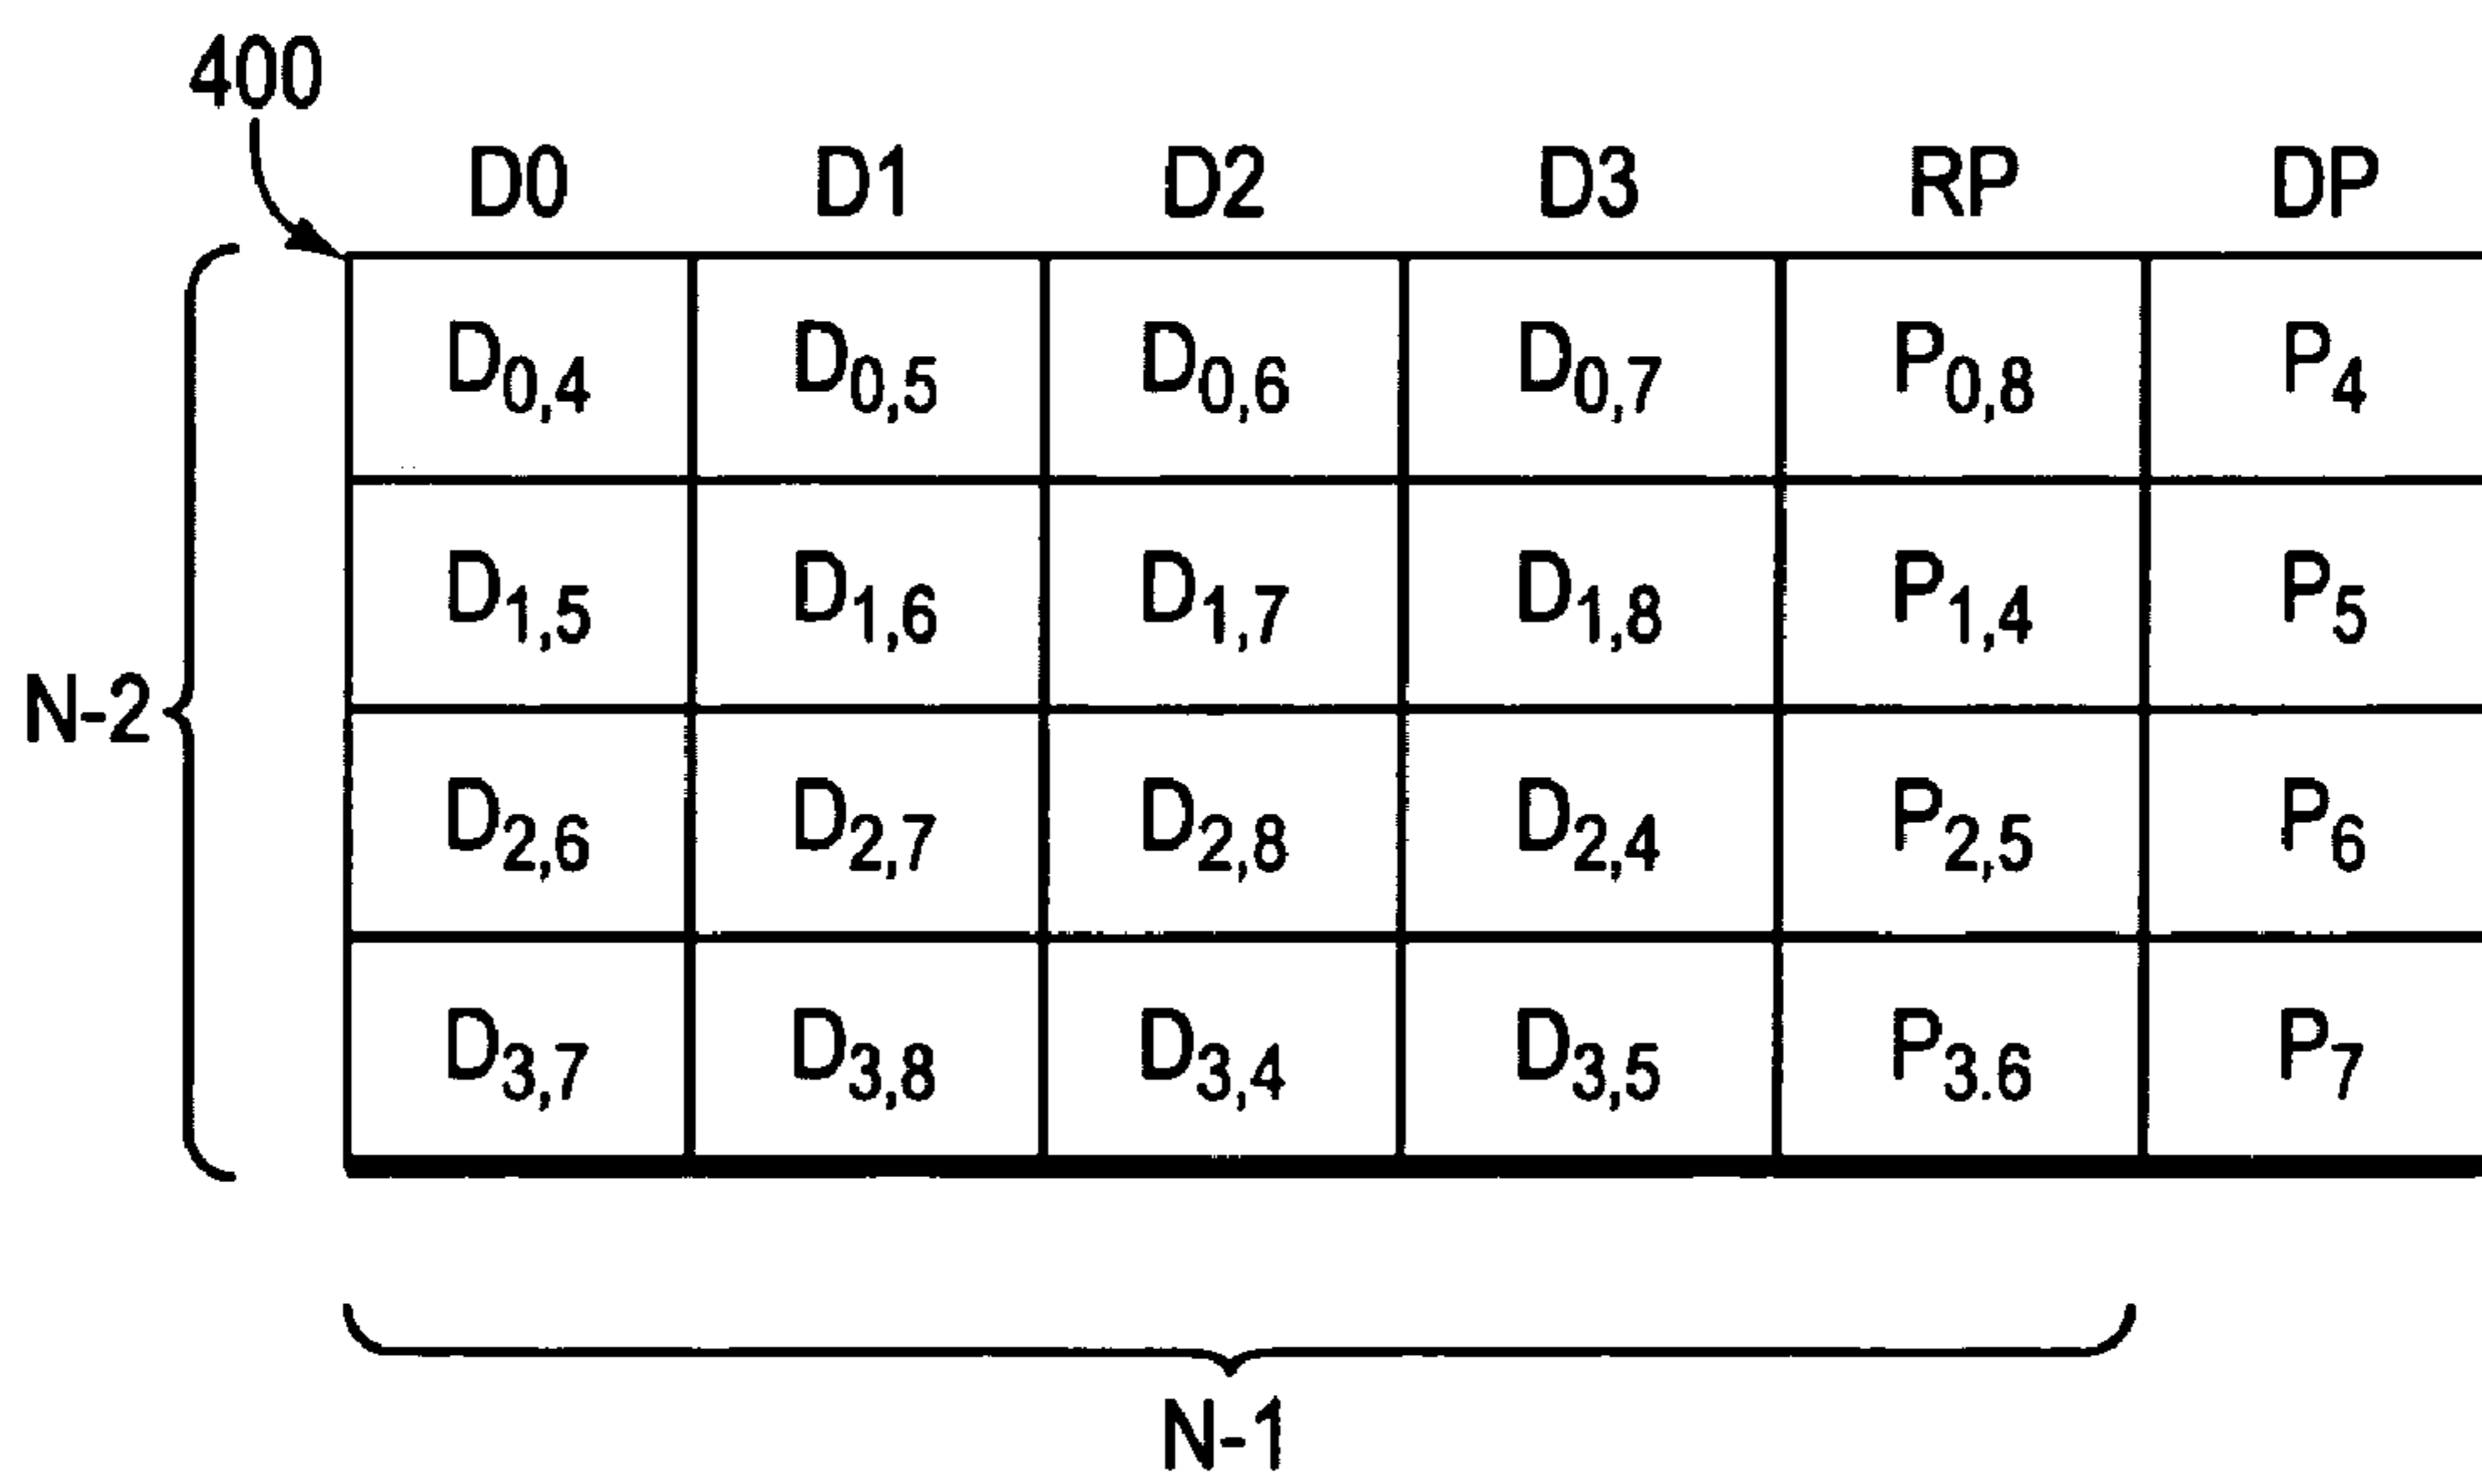 400
D0 D1 D2 D3 RP DP
D0,4 D0,5 D0,6 D0,7 P0,8 P4
D1,5 D1,6 D1,7 D1,8 P1,4 P5
N-2
D2,6 D2,7 D2,8 D2,4 P2,5 P6
D3,7 D3,8 D3,4 D3,5 P3.6 P7
N-1